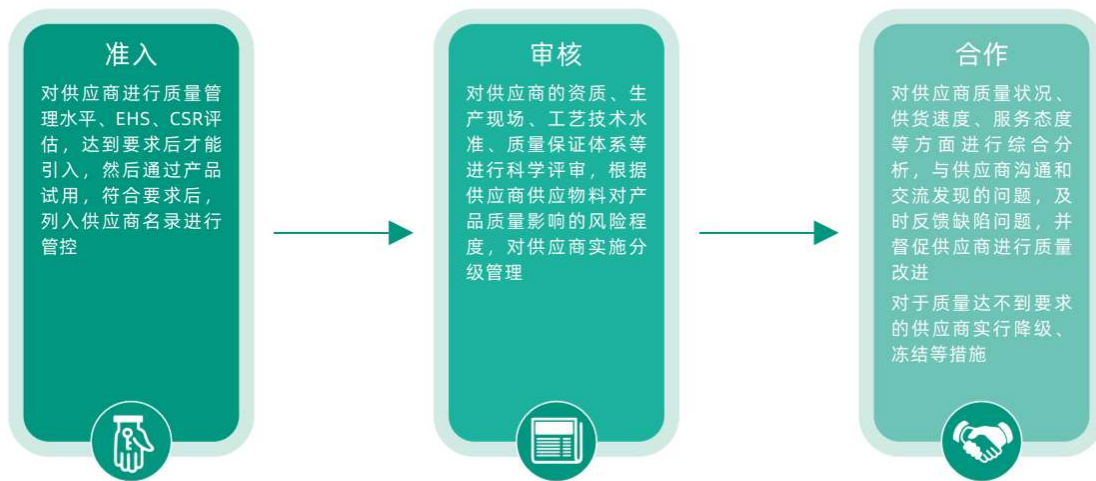 准入
对供应商进行质量管
理水平、EHS、CSR评
估，达到要求后才能
引入，然后通过产品
试用，符合要求后，
列入供应商名录进行
管控
审核
对供应商的资质、生
产现场、工艺技术水
准、质量保证体系等
进行科学评审，根据
供应商供应物料对产
品质量影响的风险程
度，对供应商实施分
级管理
合作
对供应商质量状况、
供货速度、服务态度
等方面进行综合分
析，与供应商沟通和
交流发现的问题，及
时反馈缺陷问题，并
督促供应商进行质量
改进
对于质量达不到要求
的供应商实行降级、
冻结等措施